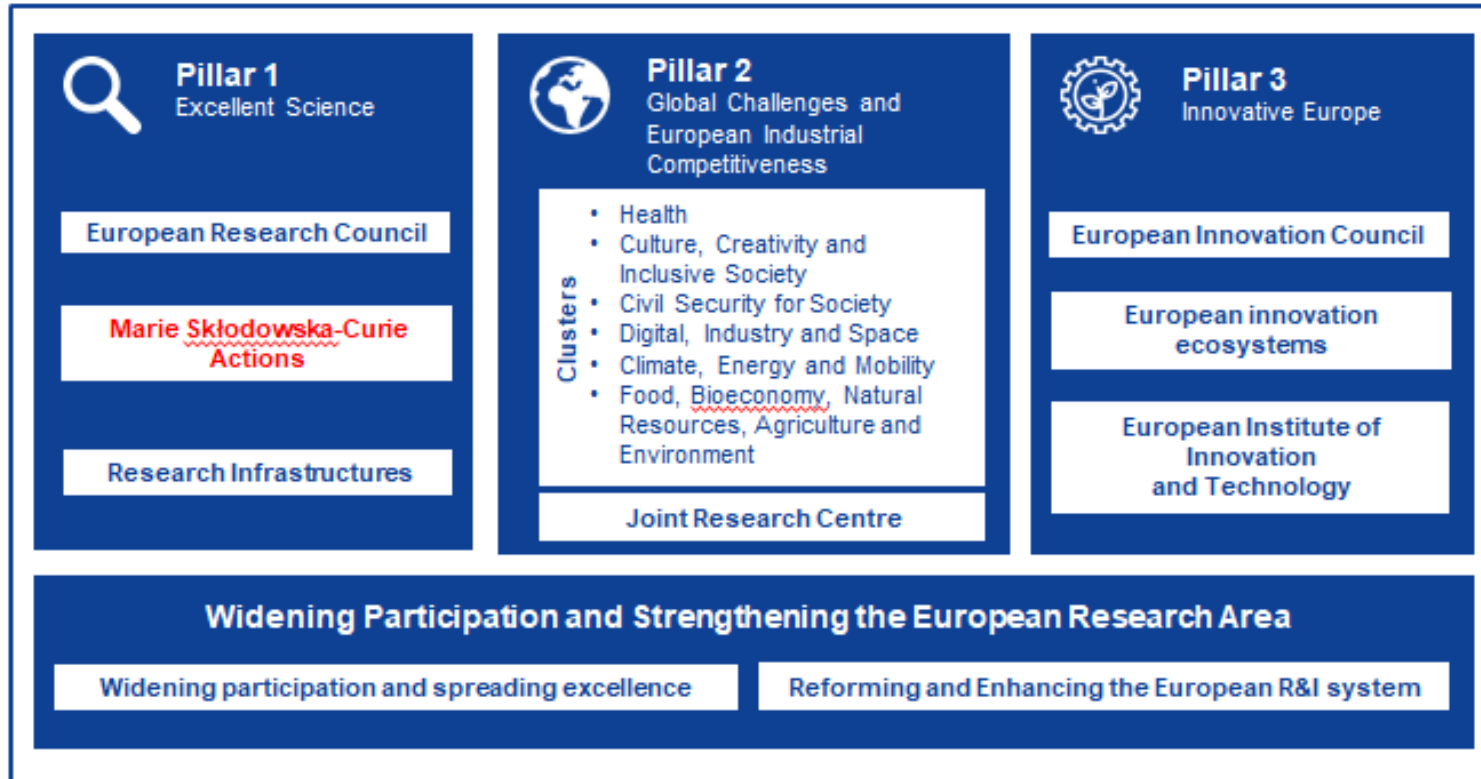 Pillar 1
Excellent Science
European Research Council
Marie Skłodowska-Curie
Actions
Research Infrastructures
Pillar 2
Global Challenges and
European Industrial
Competitiveness
Clusters
• Health
• Culture, Creativity and
Inclusive Society
• Civil Security for Society
• Digital, Industry and Space
• Climate, Energy and Mobility
• Food, Bioeconomy, Natural
Resources, Agriculture and
Environment
Joint Research Centre
Pillar 3
Innovative Europe
European Innovation Council
European innovation
ecosystems
European Institute of
Innovation
and Technology
Widening Participation and Strengthening the European Research Area
Widening participation and spreading excellence
Reforming and Enhancing the European R&I system